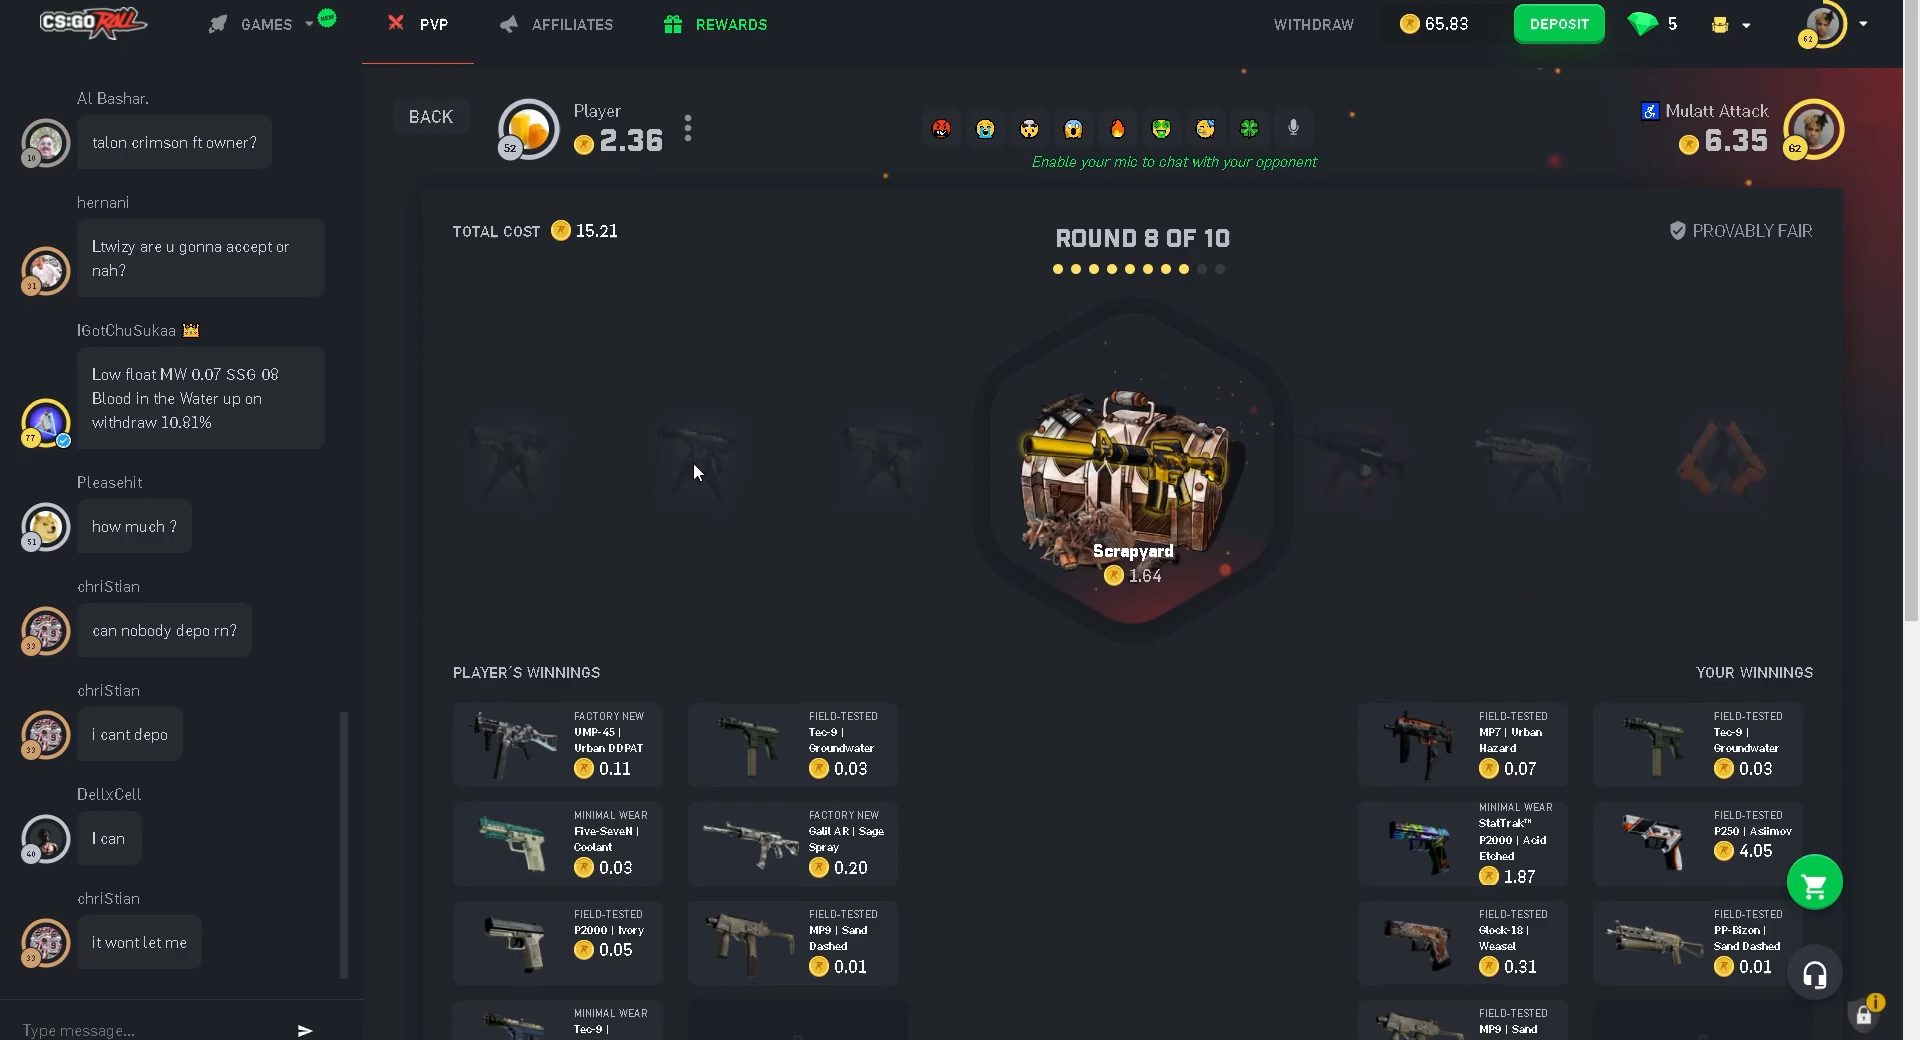 CS:GO ROLL
GAMES
NEW
PVP
AFFILIATES
REWARDS
WITHDRAW
65.83
DEPOSIT
5
62
Al Bashar.
10
talon crimson ft owner?
hernani
31
Ltwizy are u gonna accept or
nah?
IGotChuSukaa
77
Low float MW 0.07 SSG 08
Blood in the Water up on
withdraw 10.81%
Pleasehit
51
how much ?
chriStian
33
can nobody depo rn?
chriStian
33
i cant depo
DellxCell
40
I can
chriStian
33
it wont let me
Type message...
BACK
52
Player
2.36
Enable your mic to chat with your opponent
Mulatt Attack
6.35
62
TOTAL COST 15.21
ROUND 8 OF 10
PROVABLY FAIR
Scrapyard
1.64
PLAYER´S WINNINGS
YOUR WINNINGS
FACTORY NEW
UMP-45 |
Urban DDPAT
0.11
FIELD-TESTED
Tec-9 |
Groundwater
0.03
FIELD-TESTED
MP7 | Urban
Hazard
0.07
FIELD-TESTED
Tec-9 |
Groundwater
0.03
MINIMAL WEAR
Five-SeveN |
Coolant
0.03
FACTORY NEW
Galil AR | Sage
Spray
0.20
MINIMAL WEAR
StatTrak™
P2000 | Acid
Etched
1.87
FIELD-TESTED
P250 | Asiimov
4.05
FIELD-TESTED
P2000 | Ivory
0.05
FIELD-TESTED
MP9 | Sand
Dashed
0.01
FIELD-TESTED
Glock-18 |
Weasel
0.31
FIELD-TESTED
PP-Bizon |
Sand Dashed
0.01
MINIMAL WEAR
Tec-9 |
FIELD-TESTED
MP9 | Sand